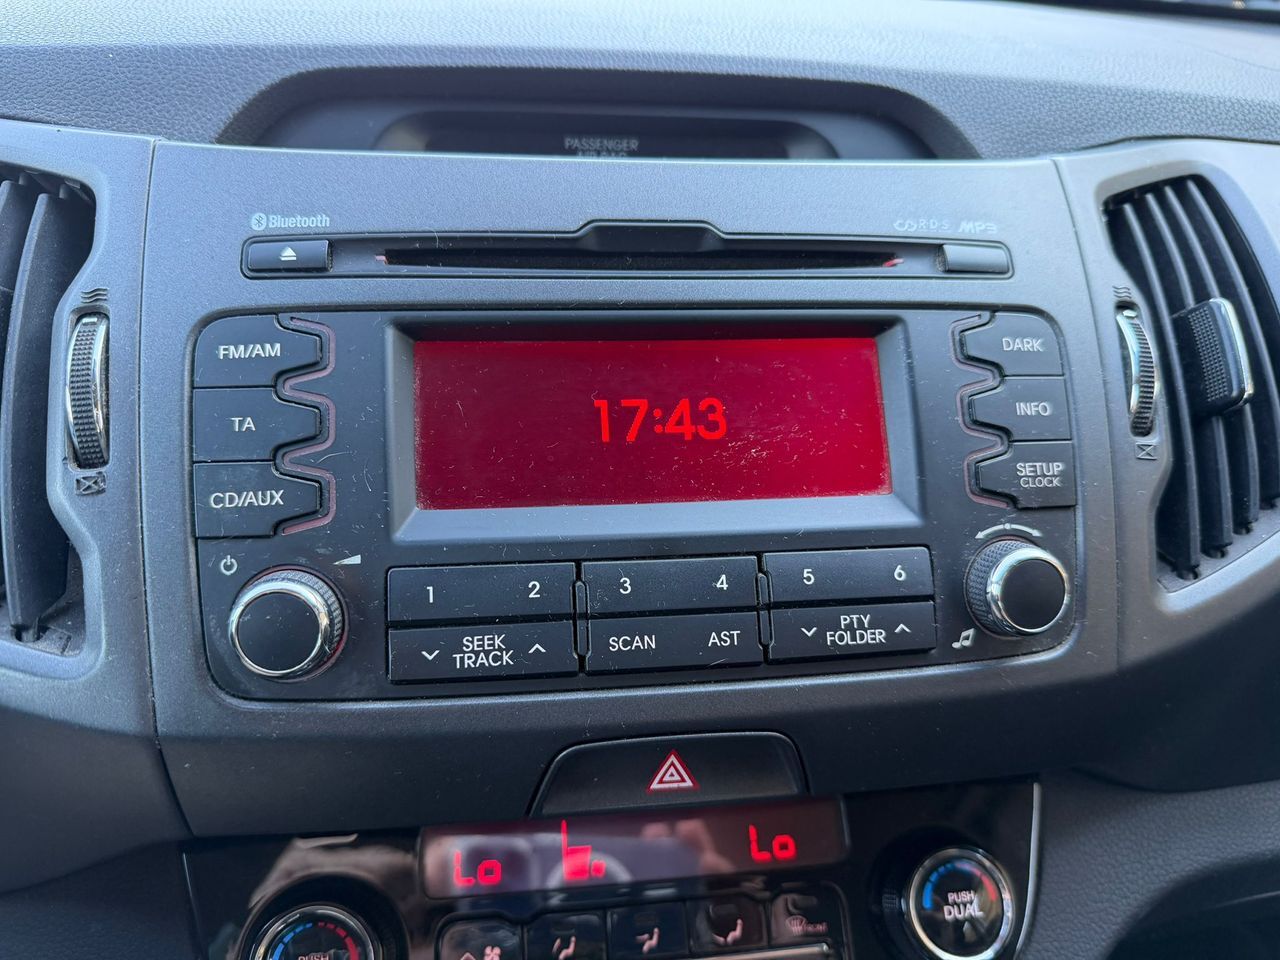 PASSENGER
Bluetooth
RDS MP3
FM/AM
DARK
17:43
TA
INFO
CD/AUX
SETUP
CLOCK
1 2 3 4 5 6
SEEK
TRACK
SCAN
AST
PTY
FOLDER
Lo
Lo
PUSH
DUAL
PUSH